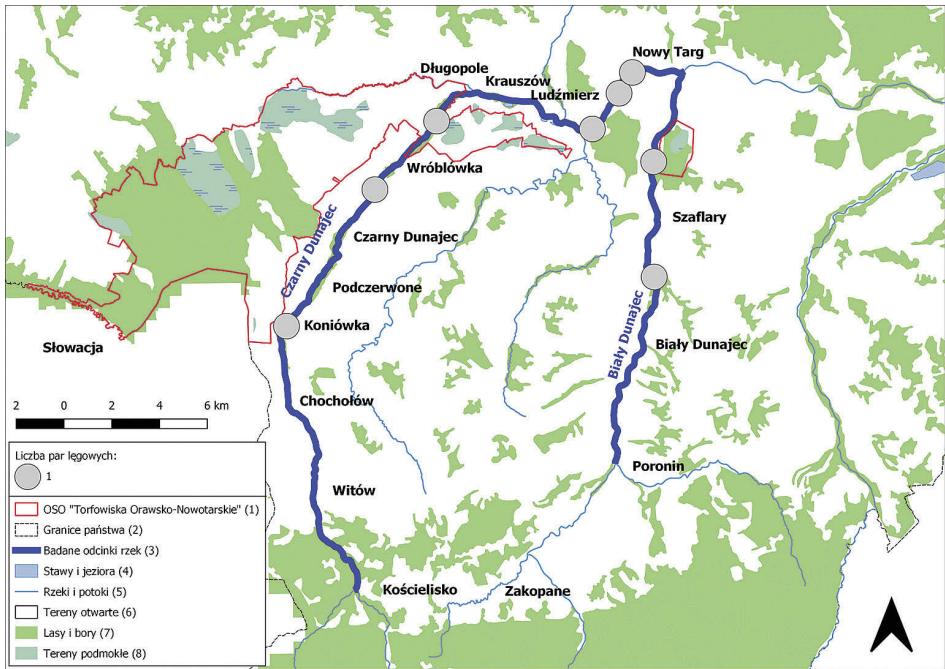 Nowy Targ
Długopole
Krauszów
Ludźmierz
Wróblówka
Szaflary
Czarny Dunajec
Czarny Dunajec
Podczerwone
Koniówka
Słowacja
Biały Dunajec
Biały Dunajec
Chochołów
2 0 2 4 6 km
Poronin
Witów
Kościelisko
Zakopane
Liczba par lęgowych:
1
OSO "Torfowiska Orawsko-Nowotarskie" (1)
Granice państwa (2)
Badane odcinki rzek (3)
Stawy i jeziora (4)
Rzeki i potoki (5)
Tereny otwarte (6)
Lasy i bory (7)
Tereny podmokłe (8)